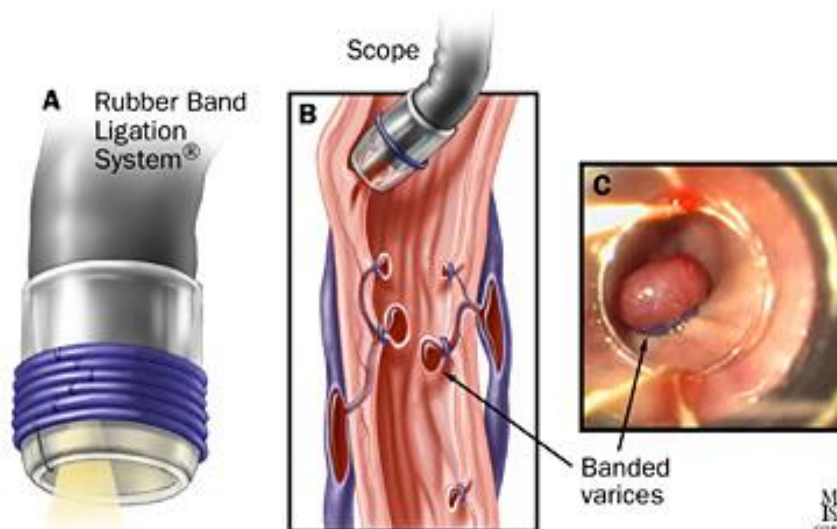 Scope
A Rubber Band
Ligation
System®
B
C
Banded
varices